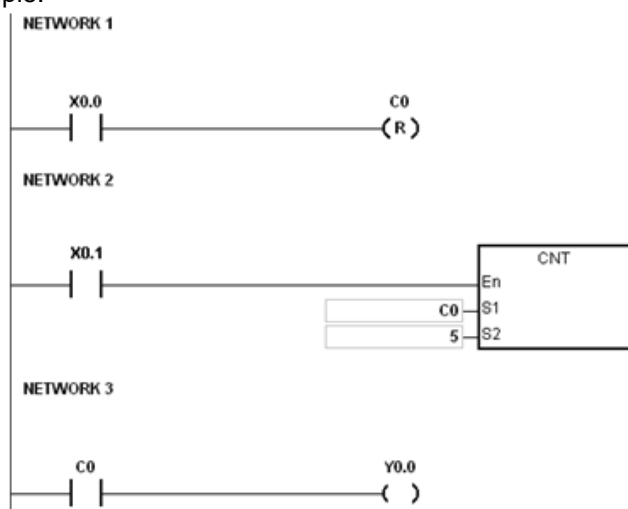 NETWORK 1
X0.0 C0
R
NETWORK 2
X0.1
CNT
En
C0 S1
5 S2
NETWORK 3
C0 Y0.0